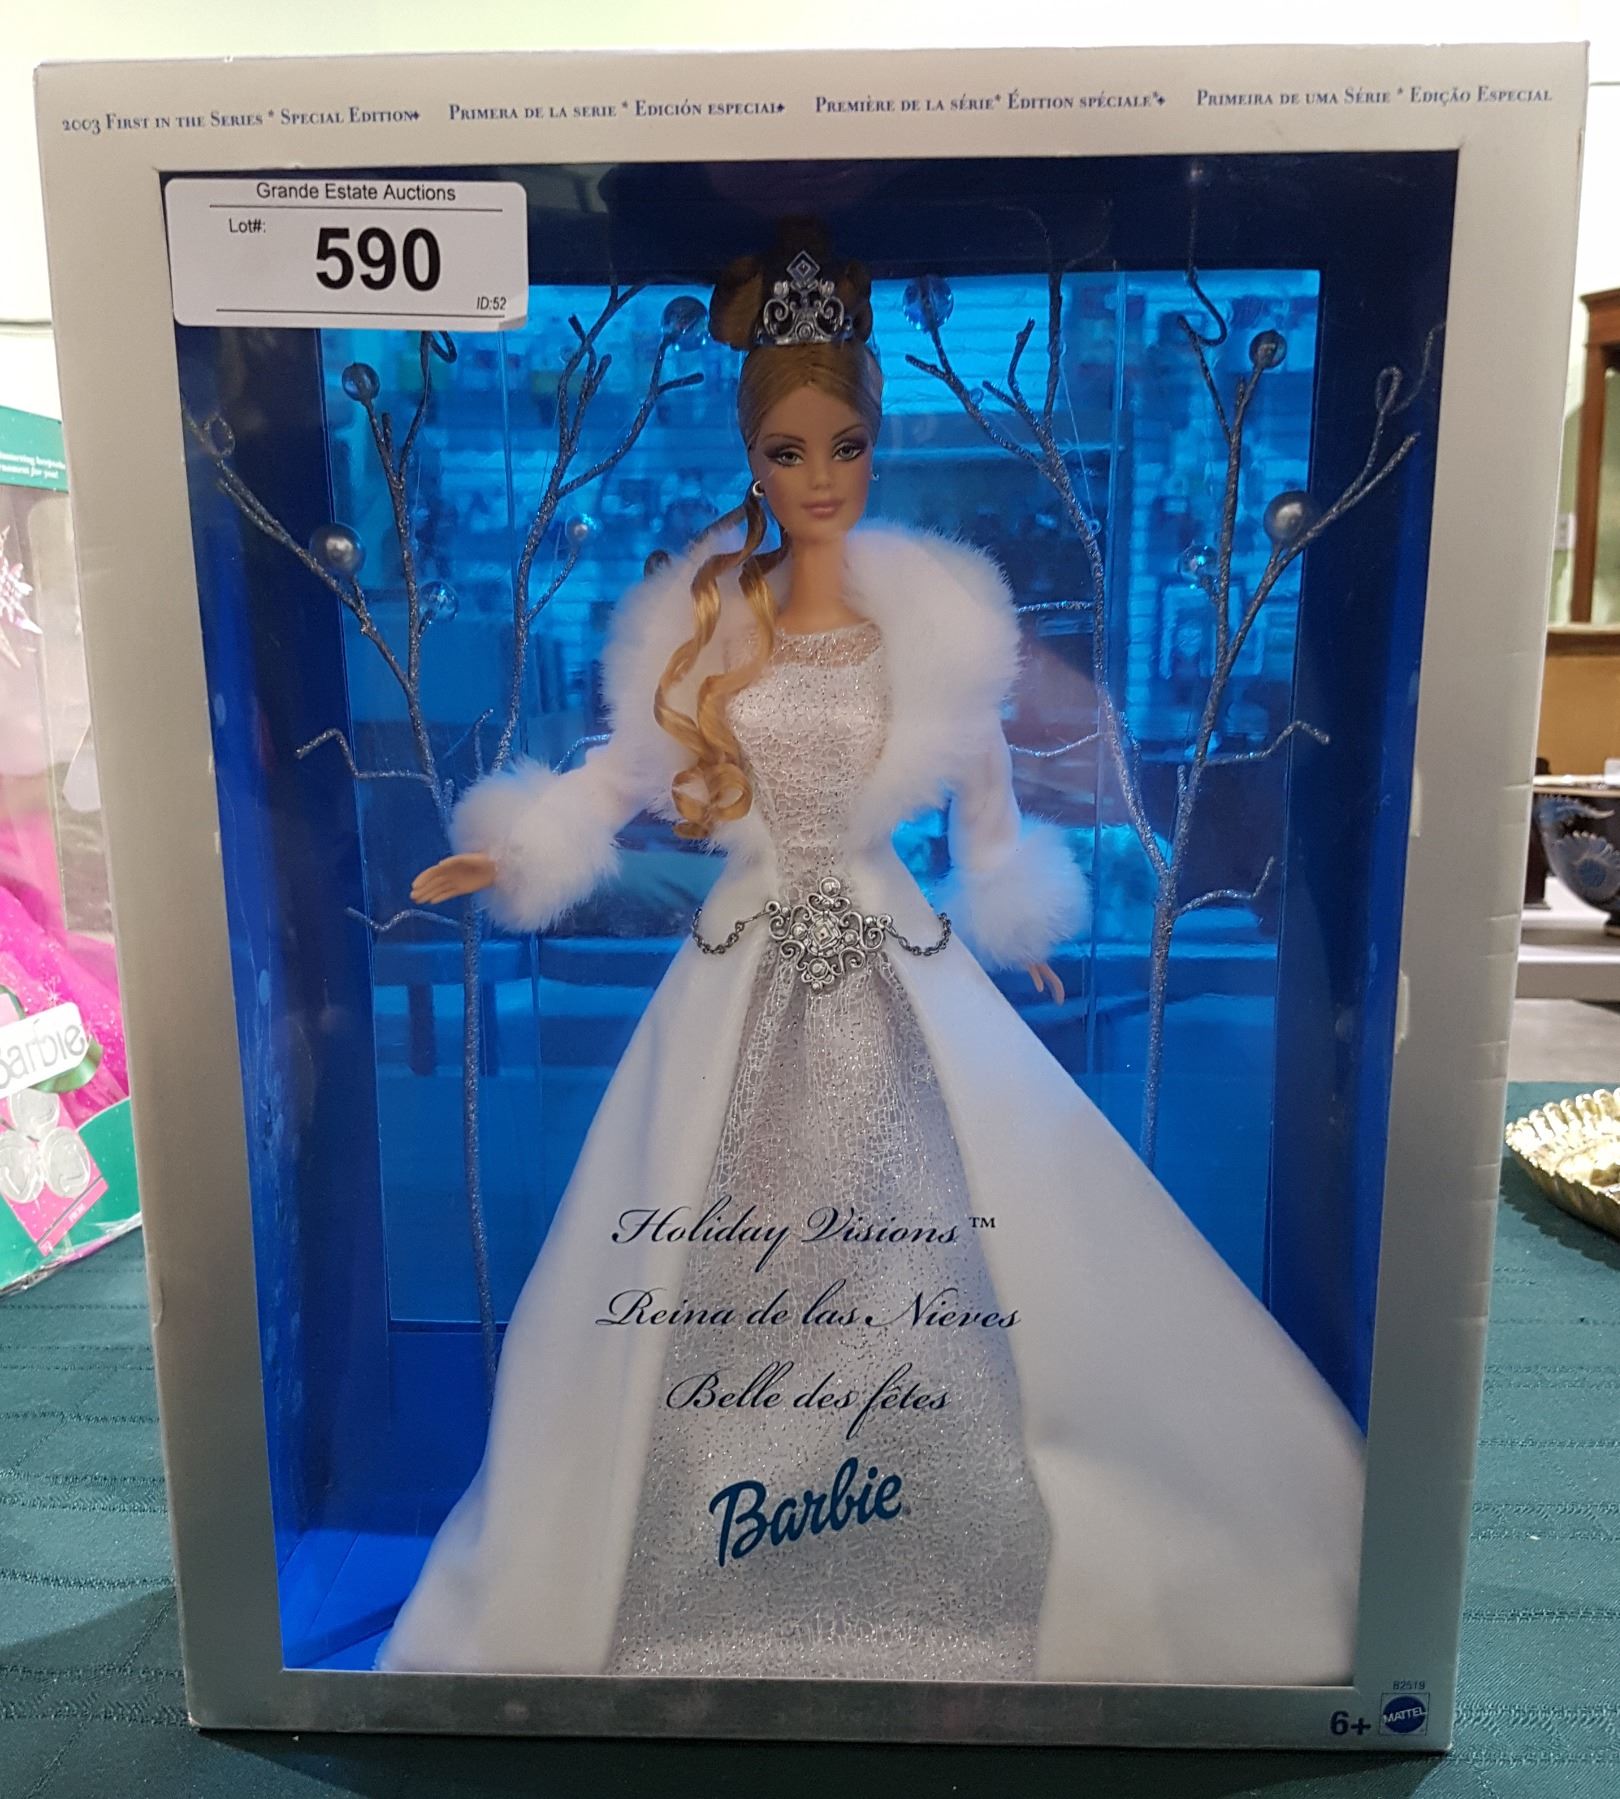 2003 First in the Series * Special Edition
Primera de la serie * Edición especial
Première de la série* Édition spéciale*
Primeira de uma Série * Edição Especial
Grande Estate Auctions
Lot#:
590
ID:52
Holiday Visions™
Reina de las Nieves
Belle des fêtes
Barbie
Barbie
B2519
6+
MATTEL